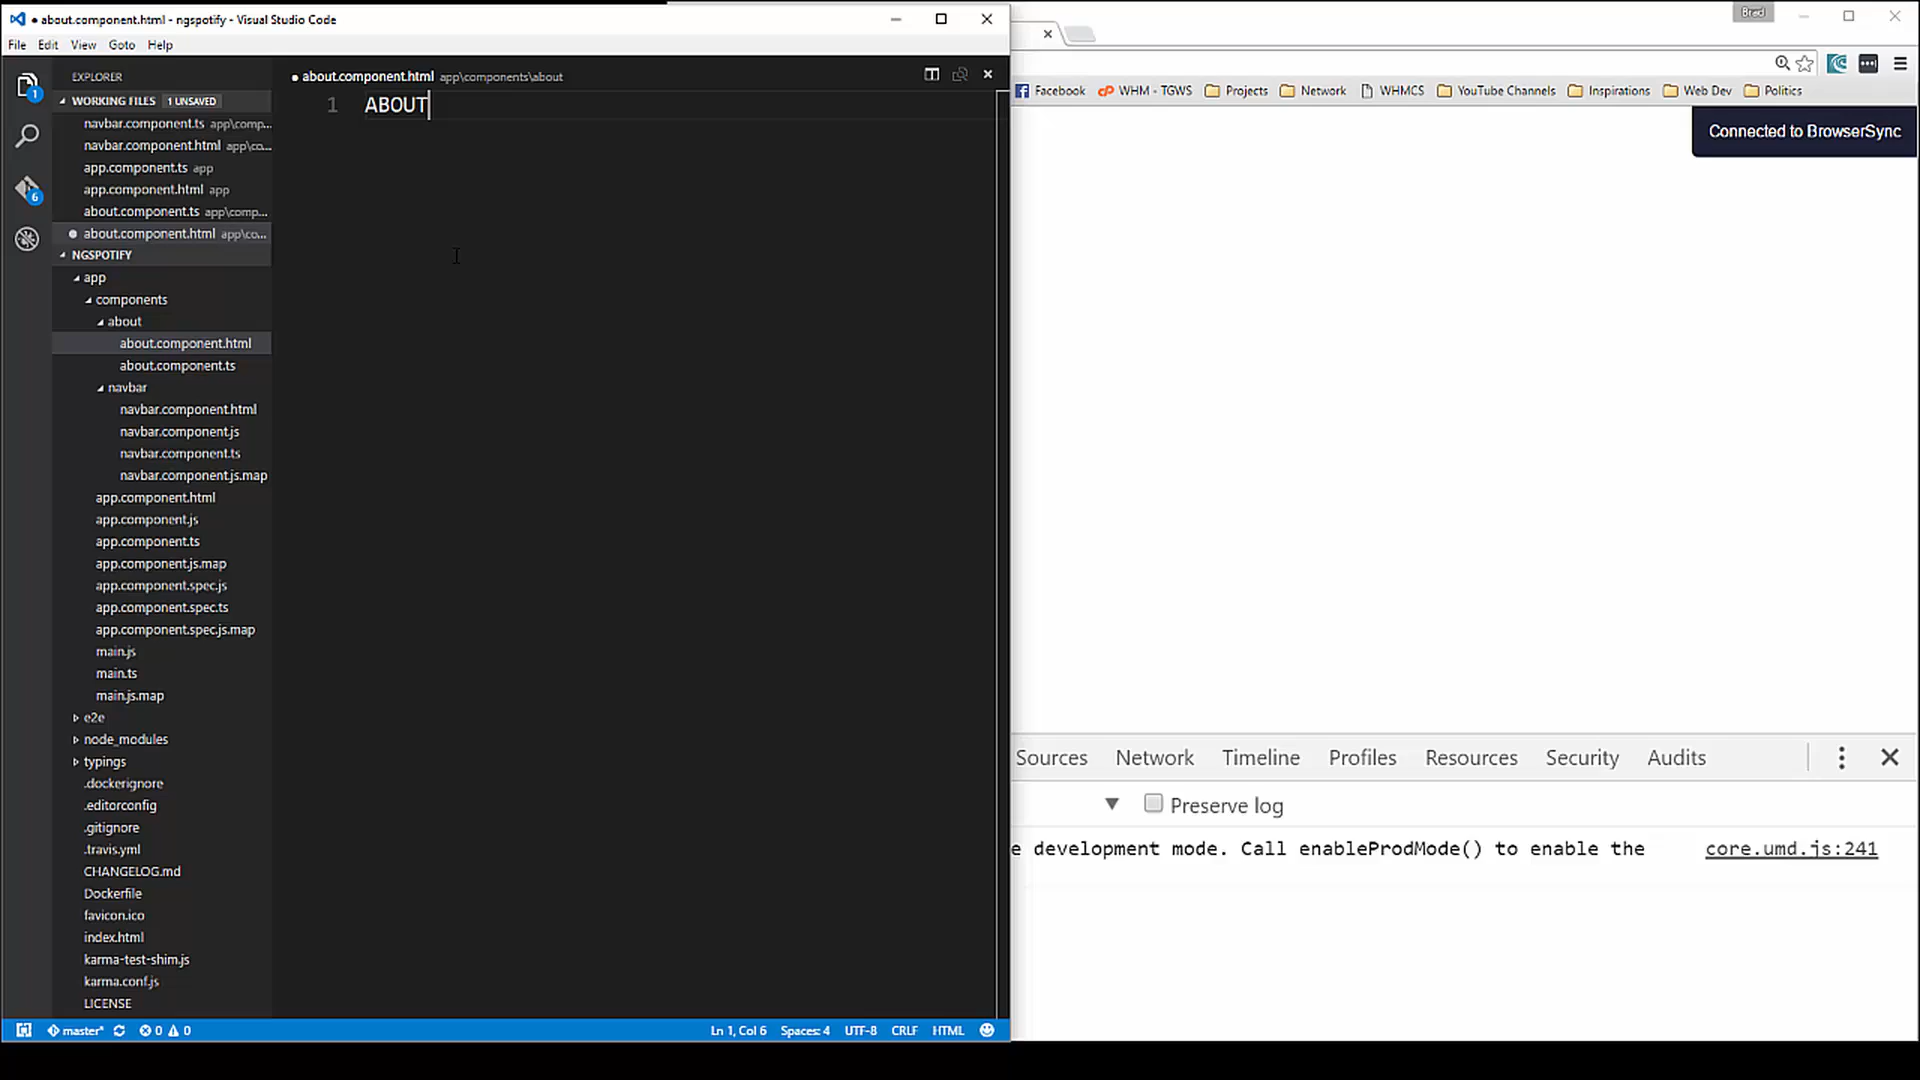 about.component.html - ngspotify - Visual Studio Code
File Edit View Goto Help
EXPLORER
WORKING FILES 1 UNSAVED
navbar.component.ts app\comp...
navbar.component.html app\co...
app.component.ts app
app.component.html app
about.component.ts app\comp...
about.component.html app\co...
NGSPOTIFY
app
components
about
about.component.html
about.component.ts
navbar
navbar.component.html
navbar.component.js
navbar.component.ts
navbar.component.js.map
app.component.html
app.component.js
app.component.ts
app.component.js.map
app.component.spec.js
app.component.spec.ts
app.component.spec.js.map
main.js
main.ts
main.js.map
e2e
node_modules
typings
.dockerignore
.editorconfig
.gitignore
.travis.yml
CHANGELOG.md
Dockerfile
favicon.ico
index.html
karma-test-shim.js
karma.conf.js
LICENSE
1
6
about.component.html app\components\about
1 ABOUT
master* 0 0 Ln 1, Col 6 Spaces: 4 UTF-8 CRLF HTML
Brad
Facebook WHM - TGWS Projects Network WHMCS YouTube Channels Inspirations Web Dev Politics
Connected to BrowserSync
Sources Network Timeline Profiles Resources Security Audits
Preserve log
e development mode. Call enableProdMode() to enable the core.umd.js:241